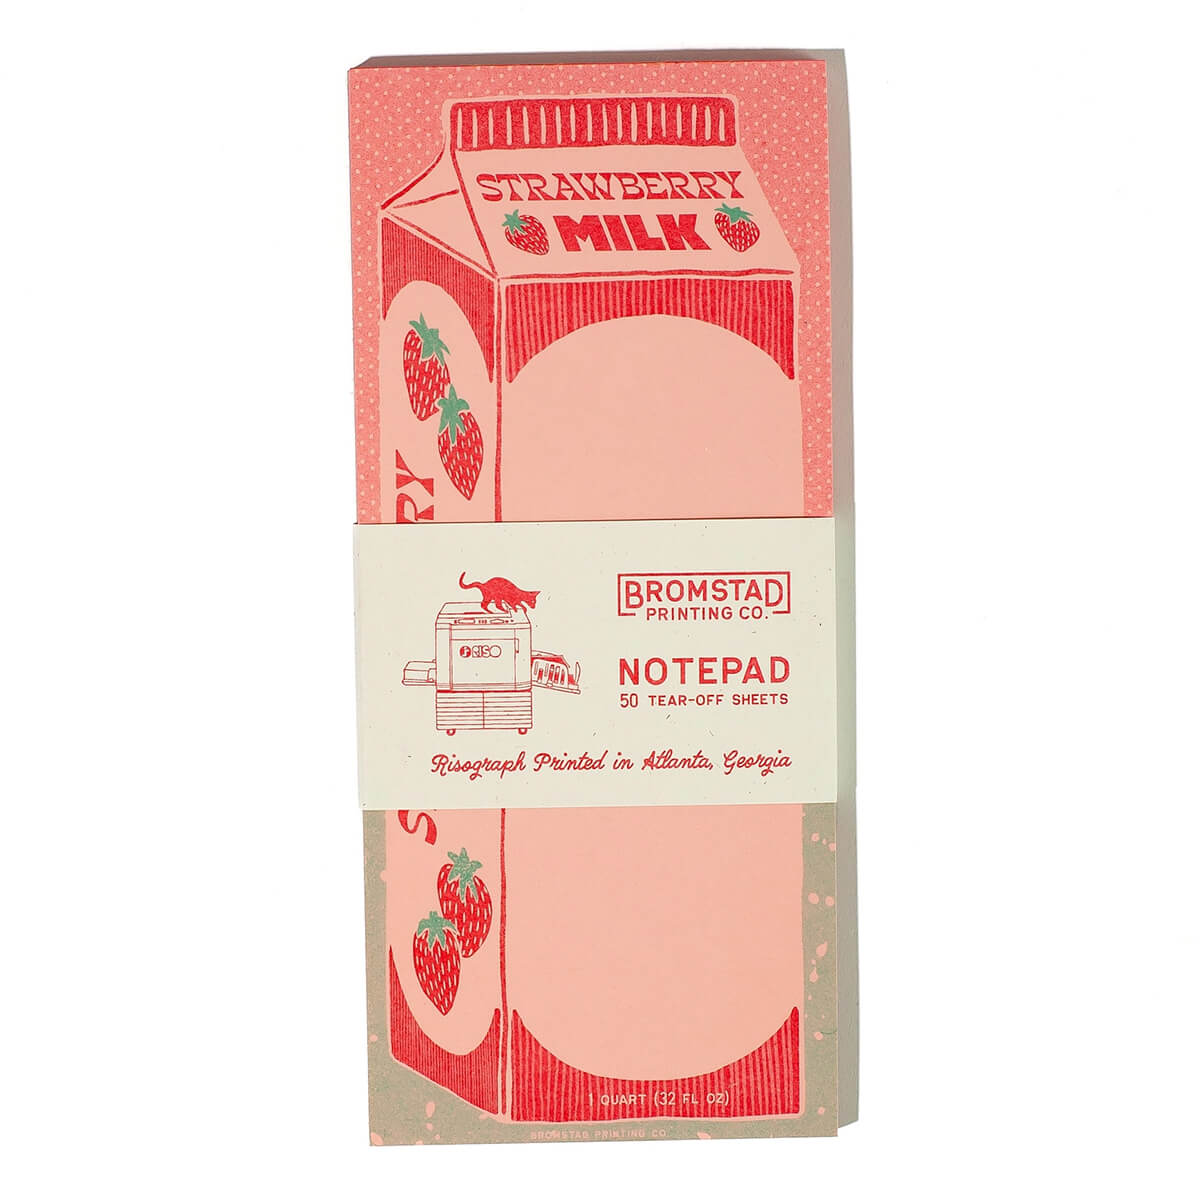 STRAWBERRY
MILK
RY
BROMSTAD
PRINTING CO.
RISO
NOTEPAD
50 TEAR-OFF SHEETS
Risograph Printed in Atlanta, Georgia
S
1 QUART (32 FL OZ)
BROMSTAD PRINTING CO.